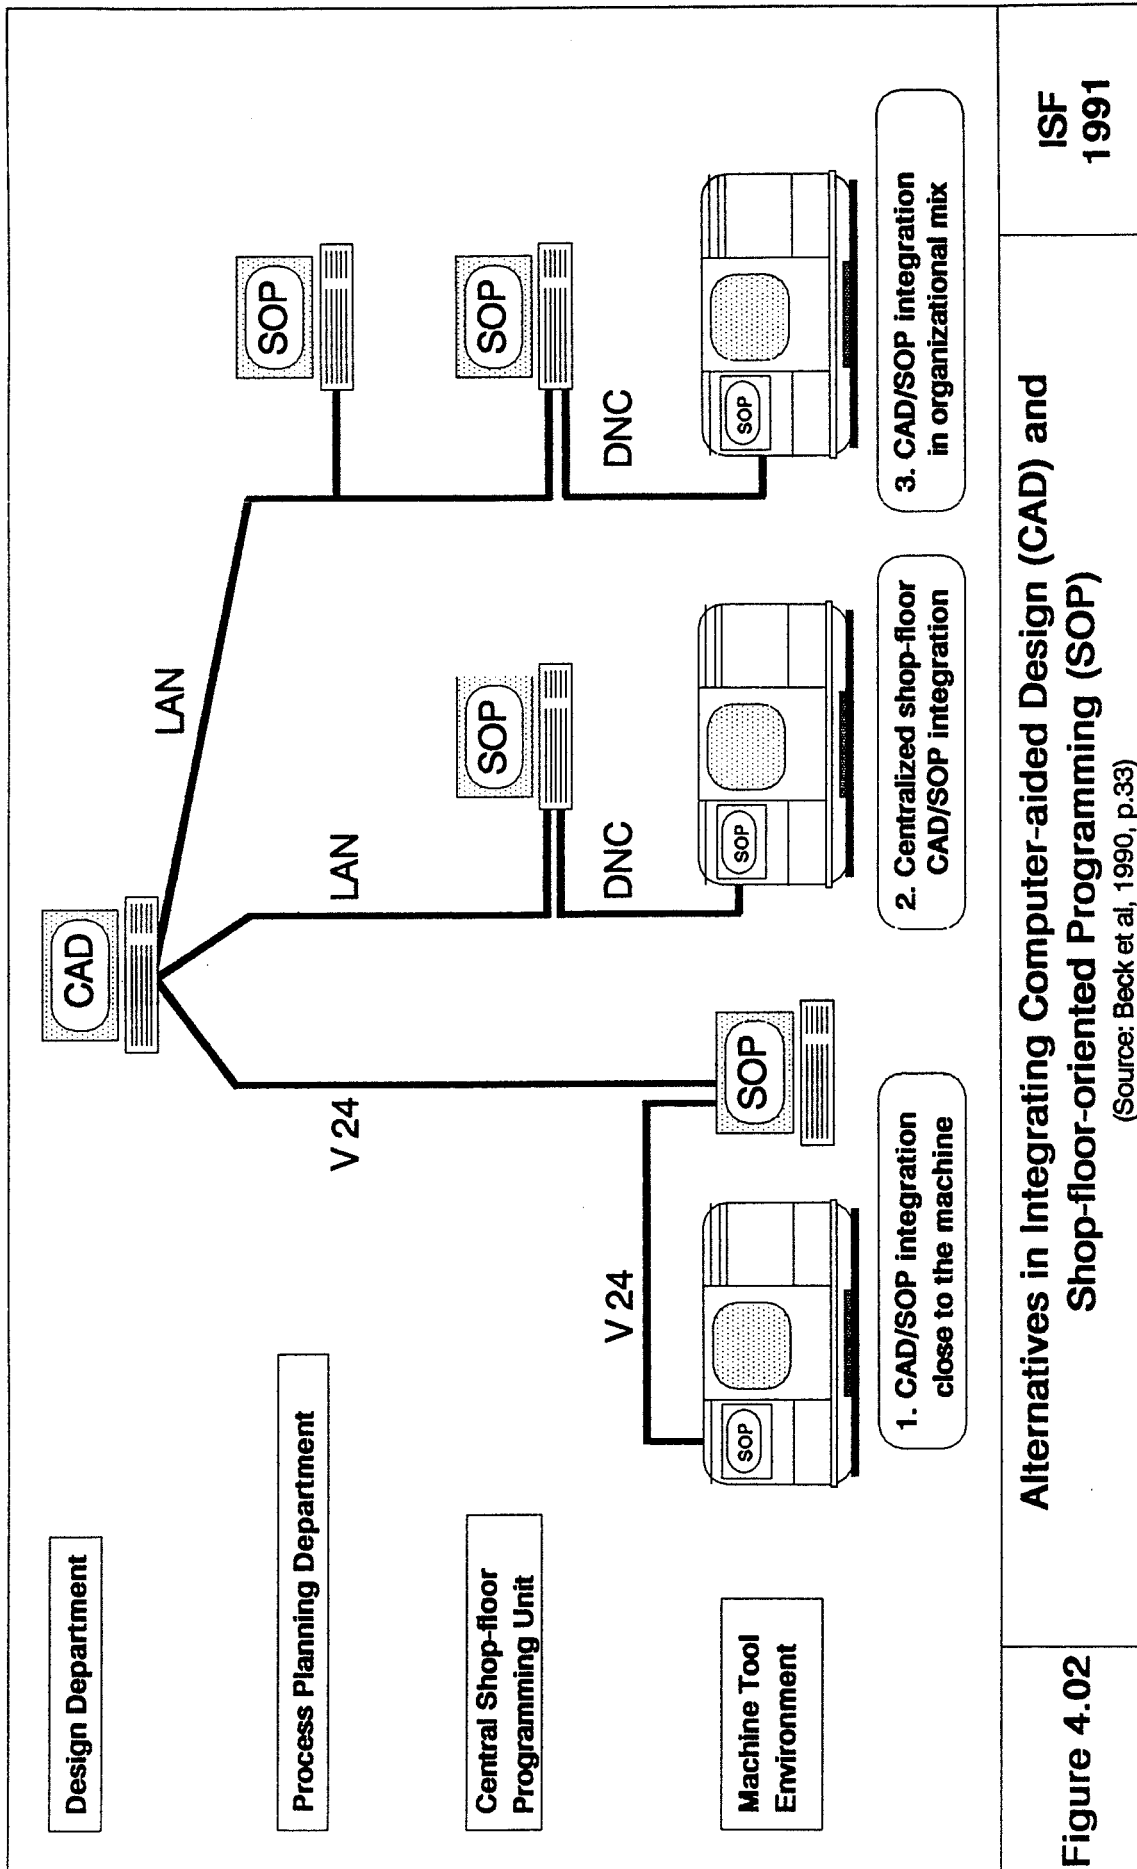 Design Department
CAD
LAN
V 24
LAN
Process Planning Department
SOP
Central Shop-floor
Programming Unit
SOP
SOP
V 24
DNC
DNC
Machine Tool
Environment
SOP
SOP
SOP
SOP
1. CAD/SOP integration
close to the machine
2. Centralized shop-floor
CAD/SOP integration
3. CAD/SOP integration
in organizational mix
Figure 4.02
Alternatives in Integrating Computer-aided Design (CAD) and
Shop-floor-oriented Programming (SOP)
(Source: Beck et al, 1990, p.33)
ISF
1991